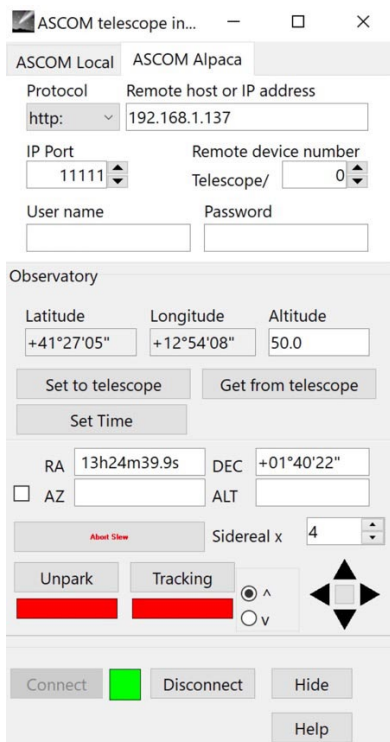 ASCOM telescope in...
ASCOM Local ASCOM Alpaca
Protocol Remote host or IP address
http: 192.168.1.137
IP Port Remote device number
11111 Telescope/ 0
User name Password
Observatory
Latitude Longitude Altitude
+41°27'05" +12°54'08" 50.0
Set to telescope Get from telescope
Set Time
RA 13h24m39.9s DEC +01°40'22"
AZ ALT
Abort Slew Sidereal x 4
Unpark Tracking
^
v
Connect Disconnect Hide
Help